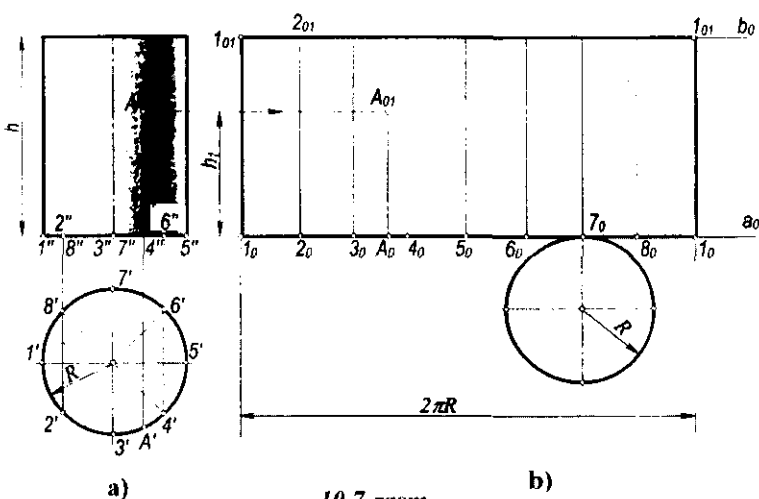 2₀₁
1₀₁
1₀₁
b₀
A
A₀₁
h
h₁
2"
6"
7₀
a₀
1" 8" 3" 7" 4" 5"
1₀ 2₀ 3₀ A₀ 4₀ 5₀ 6₀ 8₀ 1₀
7'
8'
6'
1'
5'
R
R
2'
4'
3' A'
2πR
a)
b)